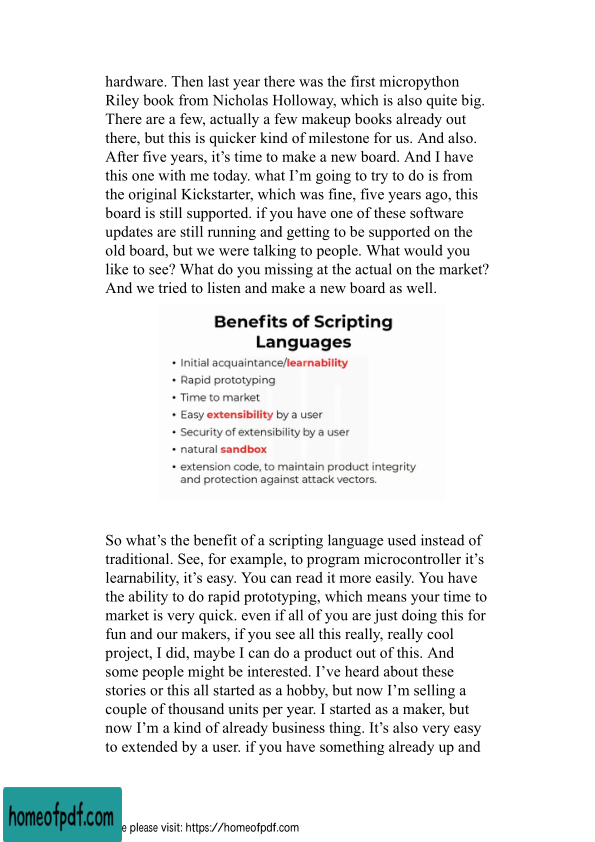 hardware. Then last year there was the first micropython
Riley book from Nicholas Holloway, which is also quite big.
There are a few, actually a few makeup books already out
there, but this is quicker kind of milestone for us. And also.
After five years, it’s time to make a new board. And I have
this one with me today. what I’m going to try to do is from
the original Kickstarter, which was fine, five years ago, this
board is still supported. if you have one of these software
updates are still running and getting to be supported on the
old board, but we were talking to people. What would you
like to see? What do you missing at the actual on the market?
And we tried to listen and make a new board as well.
Benefits of Scripting
Languages
• Initial acquaintance/learnability
• Rapid prototyping
• Time to market
• Easy extensibility by a user
• Security of extensibility by a user
• natural sandbox
• extension code, to maintain product integrity
and protection against attack vectors.
So what’s the benefit of a scripting language used instead of
traditional. See, for example, to program microcontroller it’s
learnability, it’s easy. You can read it more easily. You have
the ability to do rapid prototyping, which means your time to
market is very quick. even if all of you are just doing this for
fun and our makers, if you see all this really, really cool
project, I did, maybe I can do a product out of this. And
some people might be interested. I’ve heard about these
stories or this all started as a hobby, but now I’m selling a
couple of thousand units per year. I started as a maker, but
now I’m a kind of already business thing. It’s also very easy
to extended by a user. if you have something already up and
homeofpdf.com
e please visit: https://homeofpdf.com